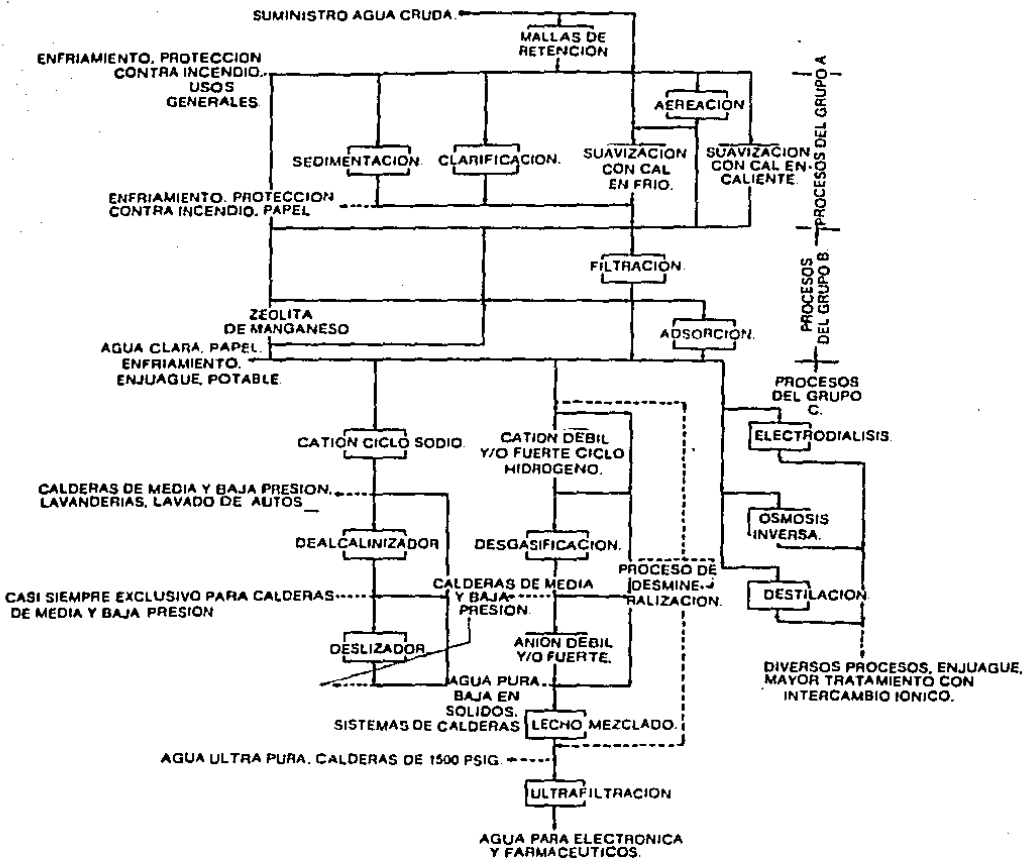 SUMINISTRO AGUA CRUDA.
MALLAS DE
RETENCION
ENFRIAMIENTO, PROTECCION
CONTRA INCENDIO,
USOS
GENERALES.
AEREACION
SEDIMENTACION.
CLARIFICACION.
SUAVIZACION
CON CAL
EN FRIO.
SUAVIZACION
CON CAL EN
CALIENTE.
PROCESOS DEL GRUPO A
ENFRIAMIENTO, PROTECCION
CONTRA INCENDIO, PAPEL
FILTRACION.
PROCESOS
DEL GRUPO B.
ZEOLITA
DE MANGANESO
ADSORCION.
AGUA CLARA, PAPEL.
ENFRIAMIENTO.
ENJUAGUE, POTABLE.
PROCESOS
DEL GRUPO
C.
CATION CICLO SODIO.
CATION DEBIL
Y/O FUERTE CICLO
HIDROGENO.
ELECTRODIALISIS.
CALDERAS DE MEDIA Y BAJA PRESION,
LAVANDERIAS, LAVADO DE AUTOS
OSMOSIS
INVERSA.
DEALCALINIZADOR
DESGASIFICACION.
PROCESO DE
DESMINE-
RALIZACION.
CASI SIEMPRE EXCLUSIVO PARA CALDERAS
DE MEDIA Y BAJA PRESION
CALDERAS DE MEDIA
Y BAJA
PRESION.
DESTILACION.
DESLIZADOR
ANION DEBIL
Y/O FUERTE.
DIVERSOS PROCESOS, ENJUAGUE,
MAYOR TRATAMIENTO CON
INTERCAMBIO IONICO.
AGUA PURA
BAJA EN
SOLIDOS.
SISTEMAS DE CALDERAS
LECHO MEZCLADO.
AGUA ULTRA PURA. CALDERAS DE 1500 PSIG.
ULTRAFILTRACION
AGUA PARA ELECTRONICA
Y FARMACEUTICOS.